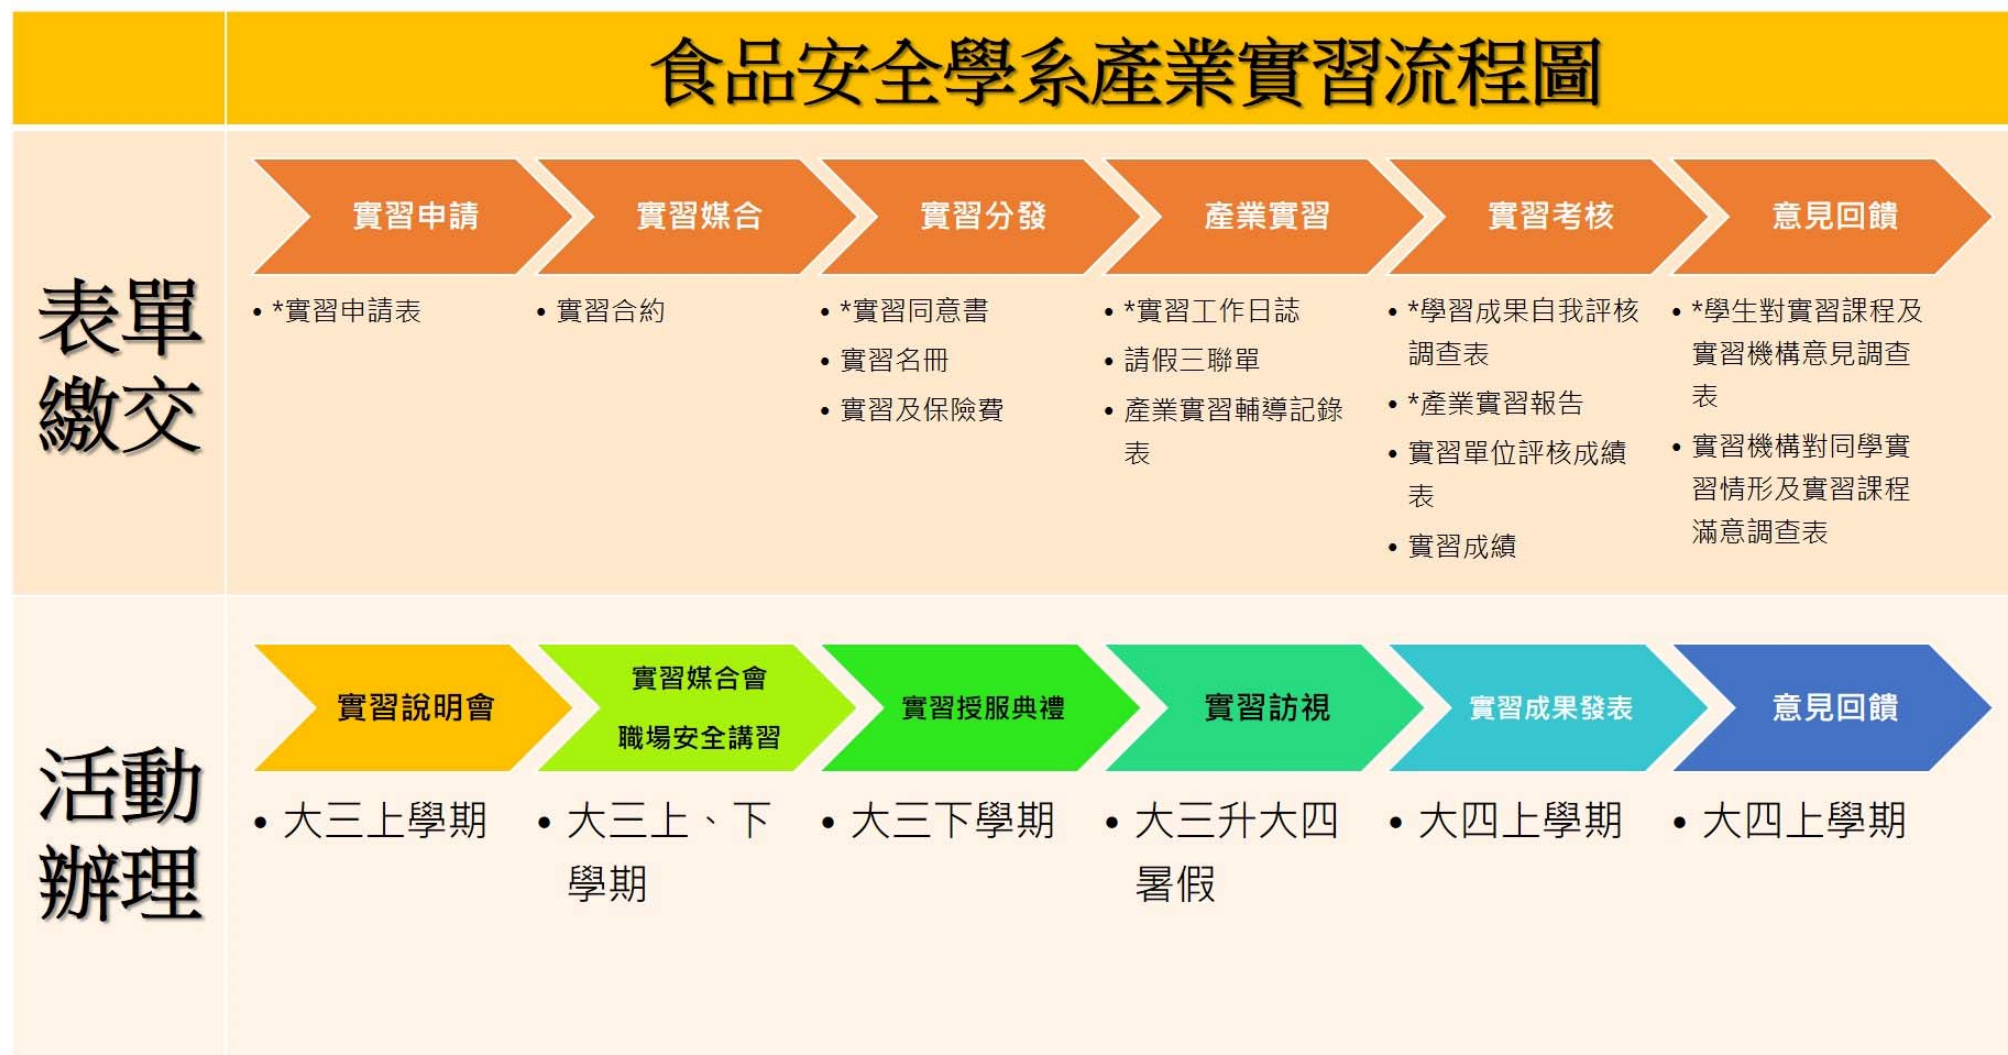 食品安全學系產業實習流程圖
表單
繳交
實習申請
• *實習申請表
實習媒合
• 實習合約
實習分發
• *實習同意書
• 實習名冊
• 實習及保險費
產業實習
• *實習工作日誌
• 請假三聯單
• 產業實習輔導記錄
表
實習考核
• *學習成果自我評核
調查表
• *產業實習報告
• 實習單位評核成績
表
• 實習成績
意見回饋
• *學生對實習課程及
實習機構意見調查
表
• 實習機構對同學實
習情形及實習課程
滿意調查表
活動
辦理
實習說明會
• 大三上學期
實習媒合會
職場安全講習
• 大三上、下
學期
實習授服典禮
• 大三下學期
實習訪視
• 大三升大四
暑假
實習成果發表
• 大四上學期
意見回饋
• 大四上學期